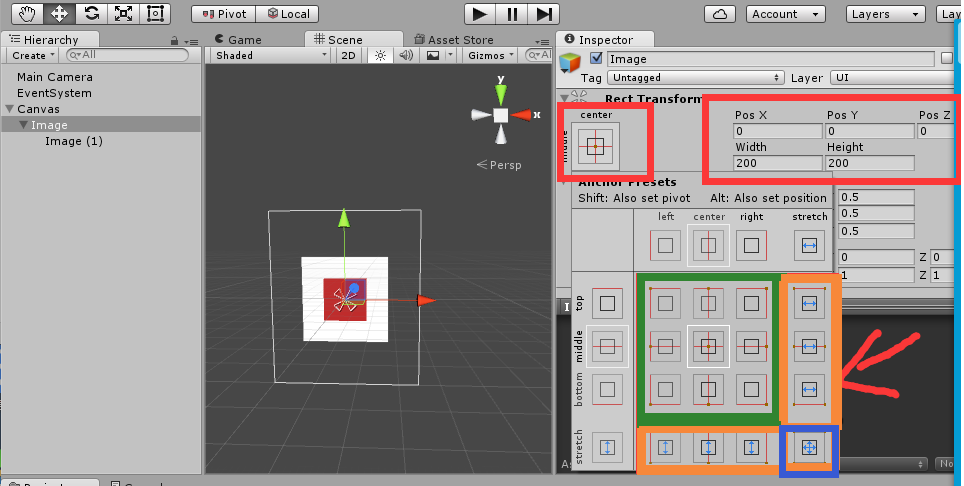 Pivot Local Account Layers Lay
Hierarchy Game Scene Asset Store Inspector
Create All Shaded 2D Gizmos All Image
Main Camera Tag Untagged Layer UI
EventSystem y Rect Transform
Canvas x center Pos X Pos Y Pos Z
Image middle 0 0 0
Image (1) Persp Width Height
200 200
Anchor Presets
Shift: Also set pivot Alt: Also set position 0.5
0.5
left center right stretch 0.5
0 Z 0
1 Z 1
top
middle
bottom
stretch
No